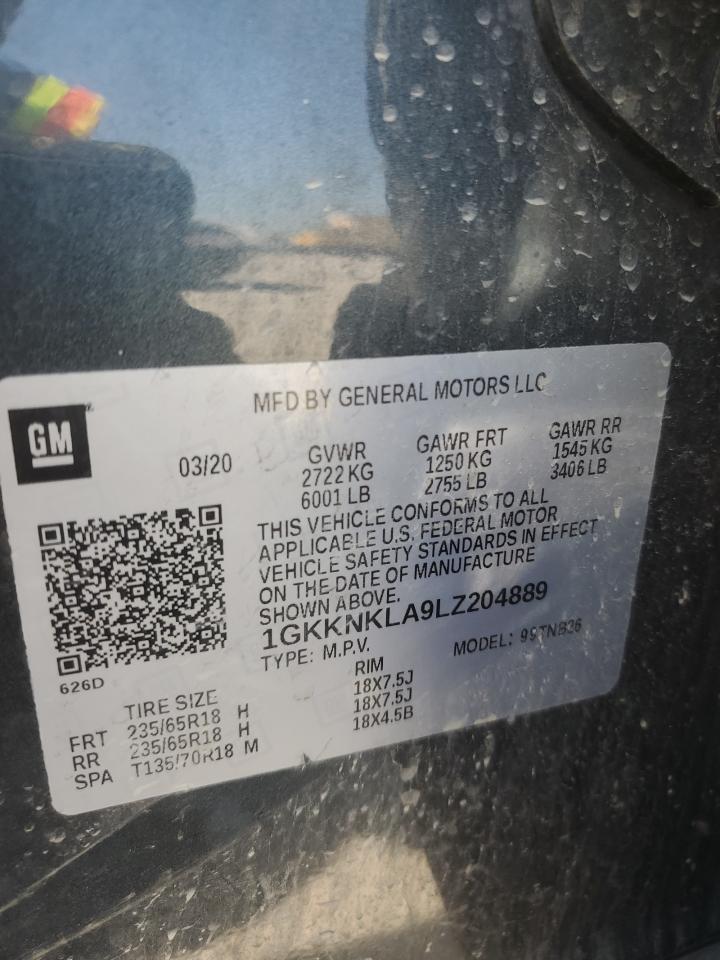 MFD BY GENERAL MOTORS LLC
GM
03/20
GVWR GAWR FRT GAWR RR
2722 KG 1250 KG 1545 KG
6001 LB 2755 LB 3406 LB
THIS VEHICLE CONFORMS TO ALL
APPLICABLE U.S. FEDERAL MOTOR
VEHICLE SAFETY STANDARDS IN EFFECT
ON THE DATE OF MANUFACTURE
SHOWN ABOVE.
1GKKNKLA9LZ204889
TYPE: M.P.V. MODEL: 99TNB36
626D
TIRE SIZE RIM
FRT 235/65R18 H 18X7.5J
RR 235/65R18 H 18X7.5J
SPA T135/70R18 M 18X4.5B